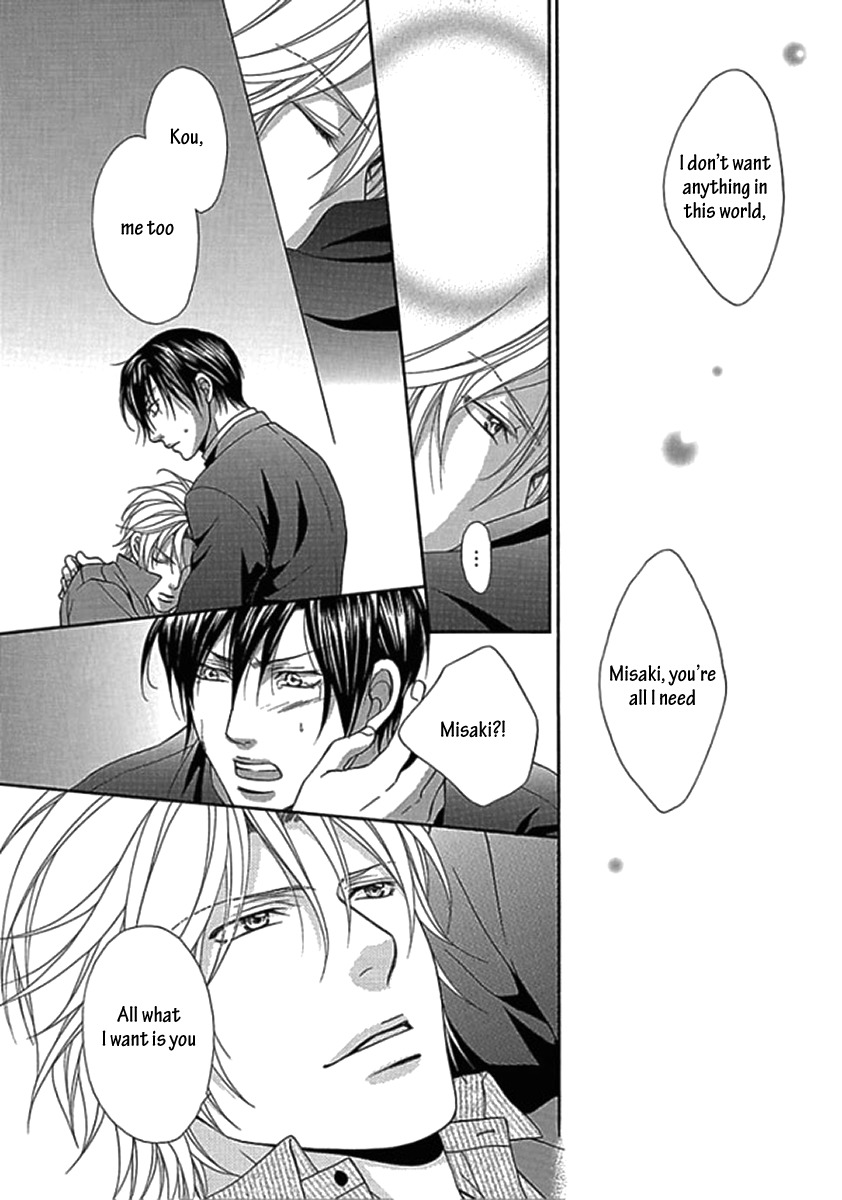 I don't want
anything in
this world,
Misaki, you're
all I need
...
Kou,
me too
Misaki?!
All what
I want is you